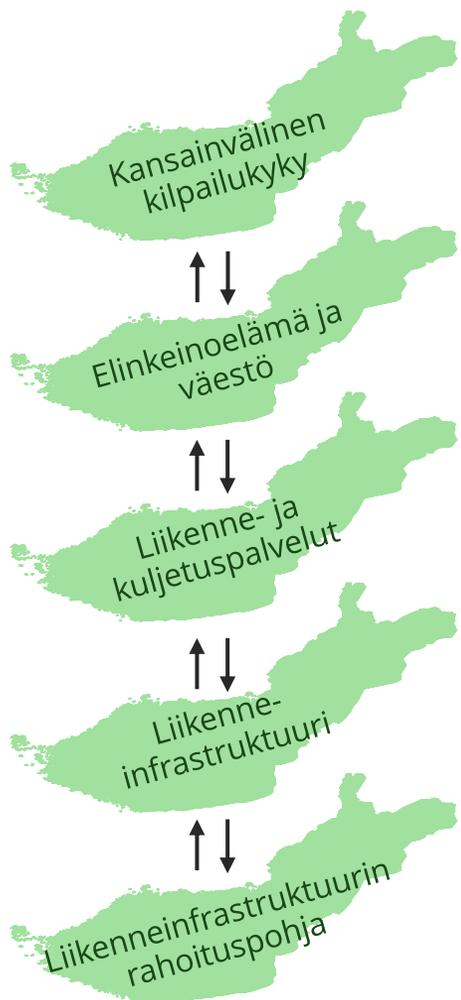 Kansainvälinen
kilpailukyky
Elinkeinoelämä ja
väestö
Liikenne- ja
kuljetuspalvelut
Liikenne-
infrastruktuuri
Liikenneinfrastruktuurin
rahoituspohja